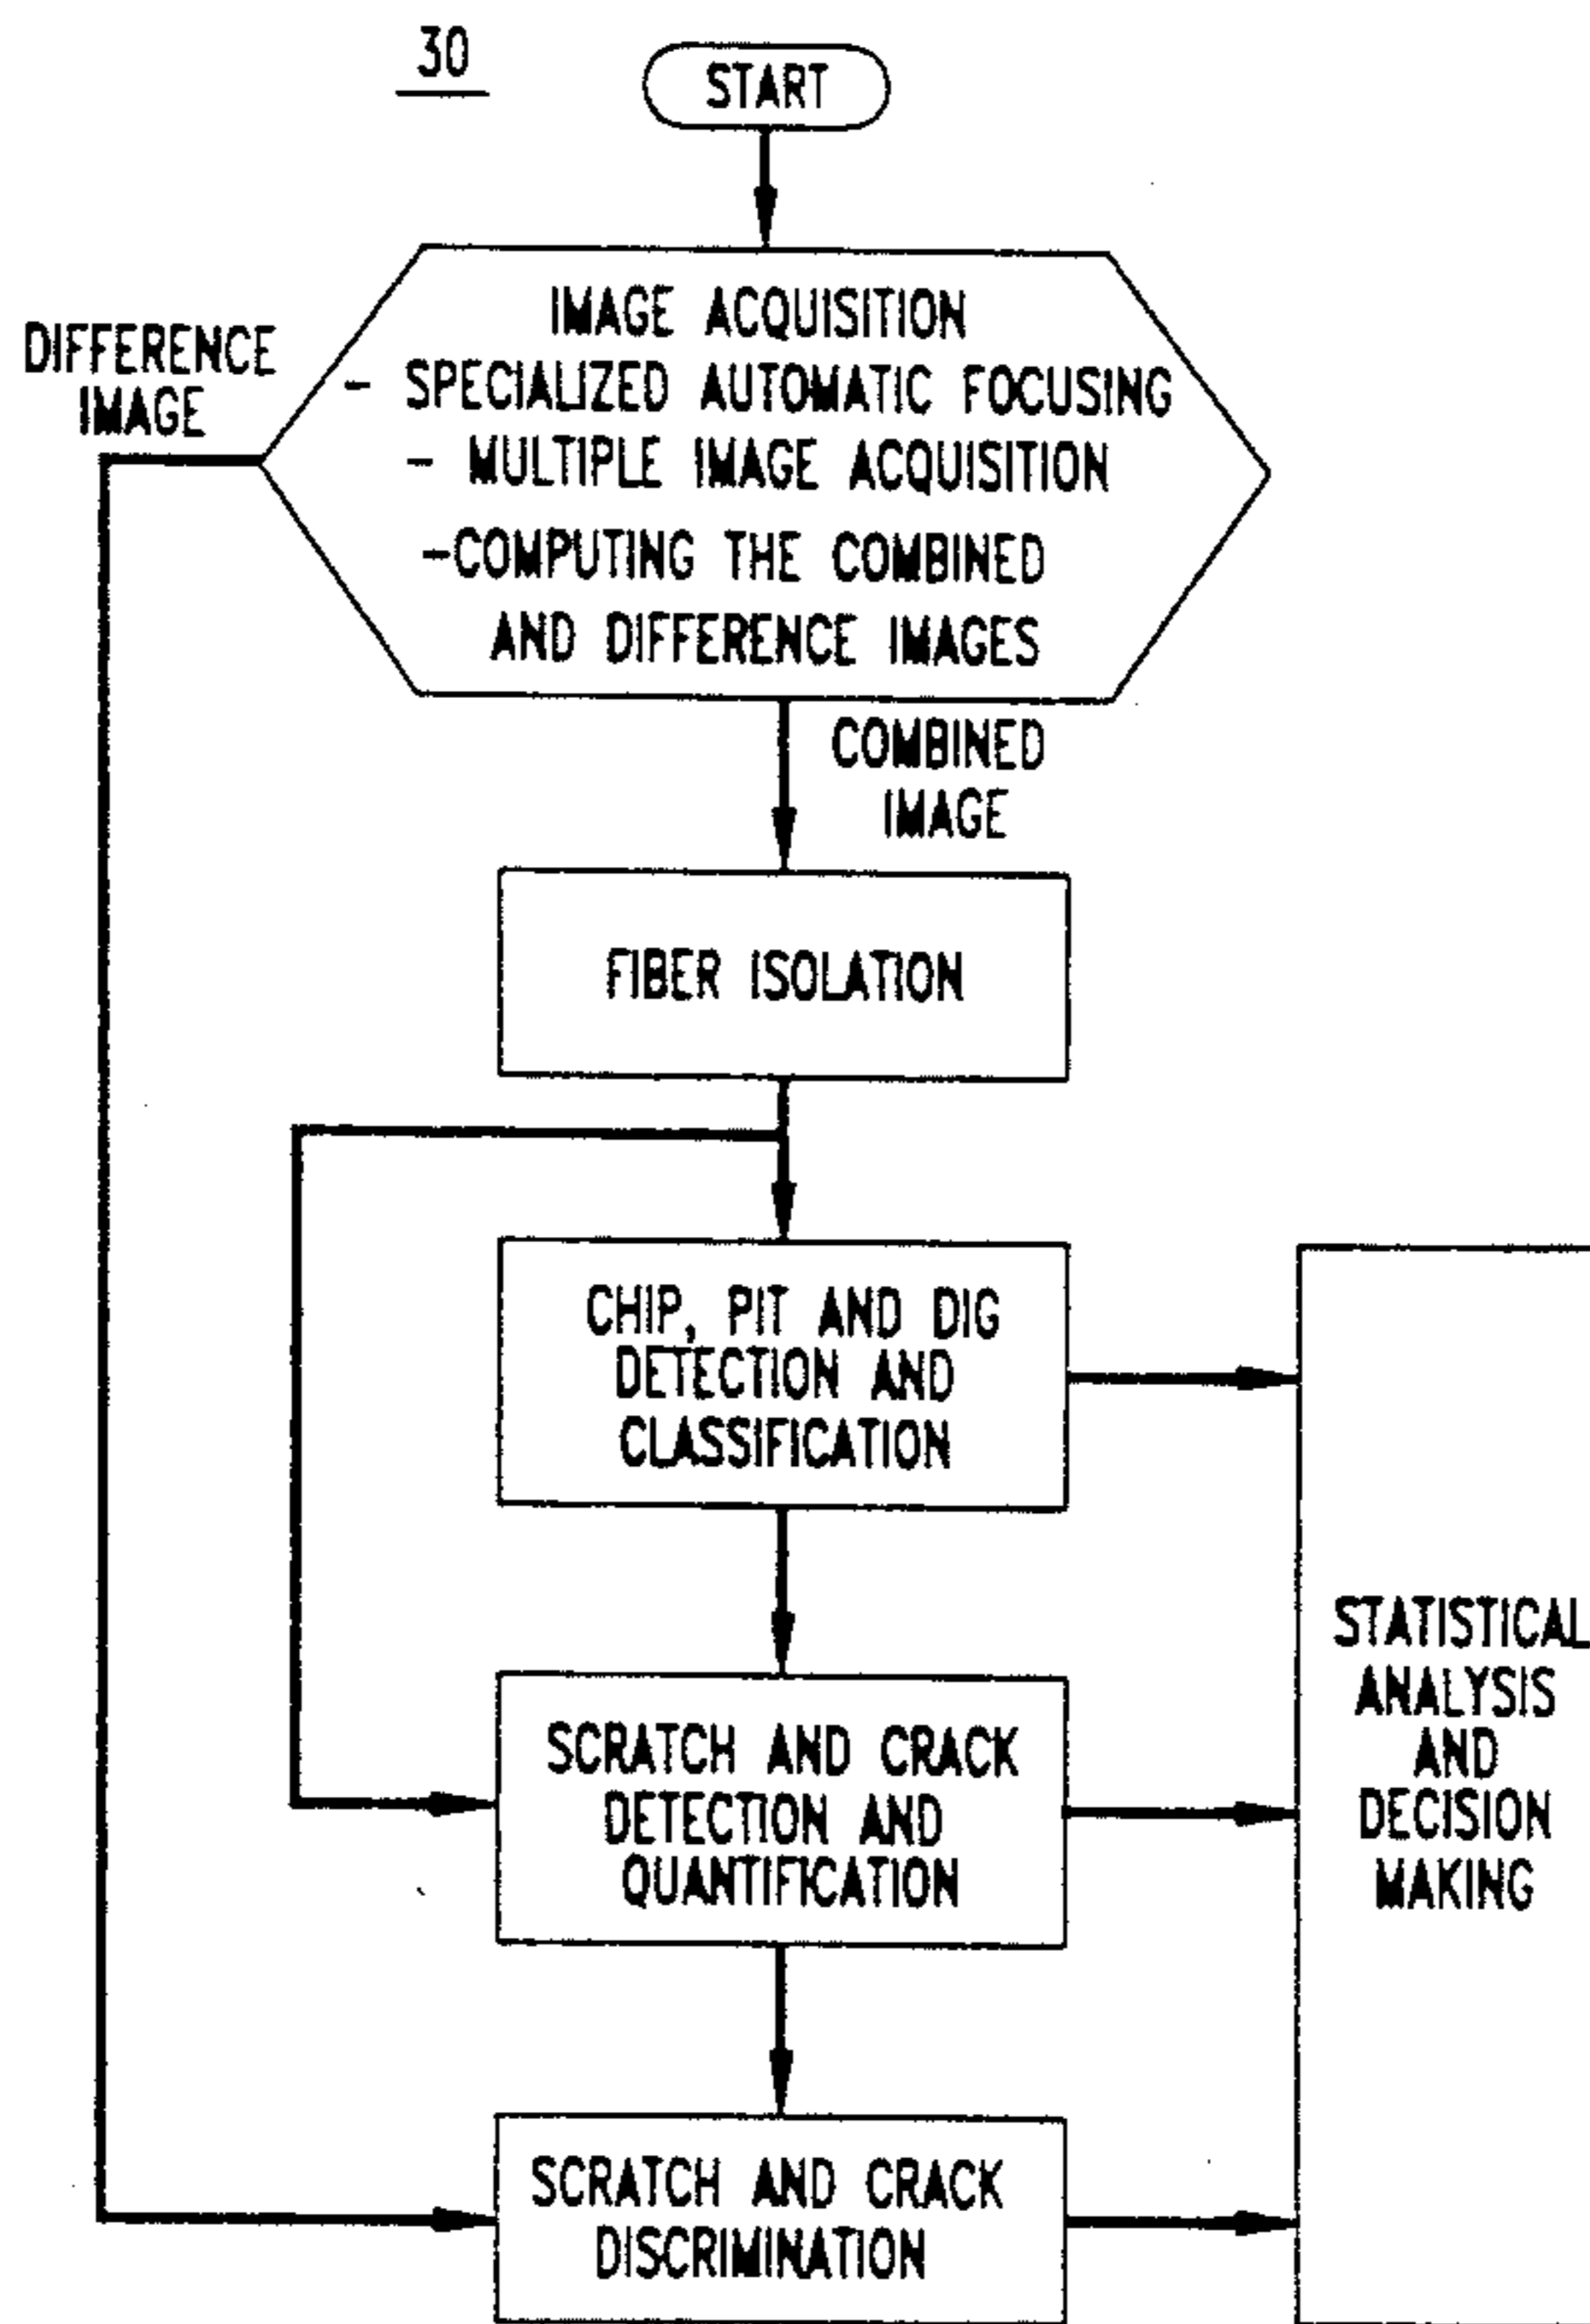 30
START
IMAGE ACQUISITION
- SPECIALIZED AUTOMATIC FOCUSING
- MULTIPLE IMAGE ACQUISITION
-COMPUTING THE COMBINED
AND DIFFERENCE IMAGES
DIFFERENCE
IMAGE
COMBINED
IMAGE
FIBER ISOLATION
CHIP, PIT AND DIG
DETECTION AND
CLASSIFICATION
SCRATCH AND CRACK
DETECTION AND
QUANTIFICATION
SCRATCH AND CRACK
DISCRIMINATION
STATISTICAL
ANALYSIS
AND
DECISION
MAKING